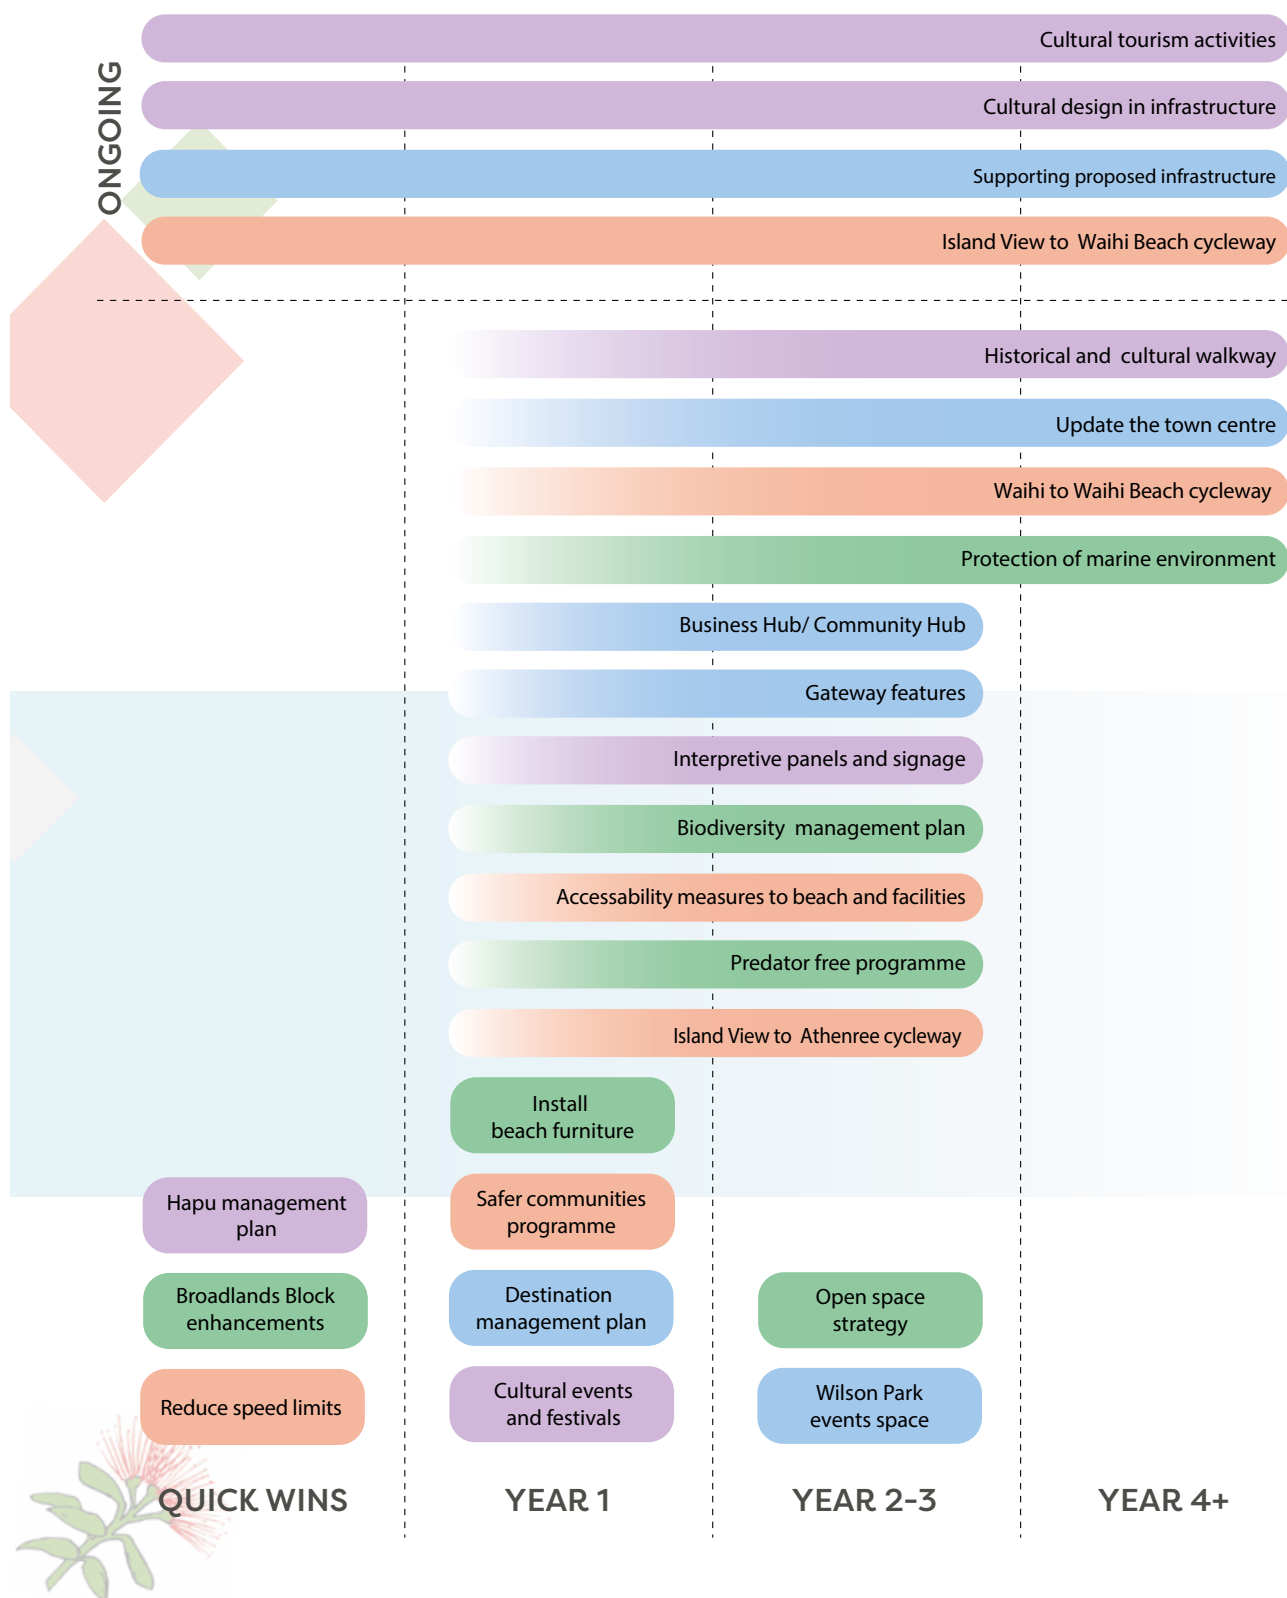 ONGOING
Cultural tourism activities
Cultural design in infrastructure
Supporting proposed infrastructure
Island View to Waihi Beach cycleway
Historical and cultural walkway
Update the town centre
Waihi to Waihi Beach cycleway
Protection of marine environment
Business Hub/ Community Hub
Gateway features
Interpretive panels and signage
Biodiversity management plan
Accessability measures to beach and facilities
Predator free programme
Island View to Athenree cycleway
Install
beach furniture
Hapu management
plan
Safer communities
programme
Broadlands Block
enhancements
Destination
management plan
Open space
strategy
Reduce speed limits
Cultural events
and festivals
Wilson Park
events space
QUICK WINS
YEAR 1
YEAR 2-3
YEAR 4+